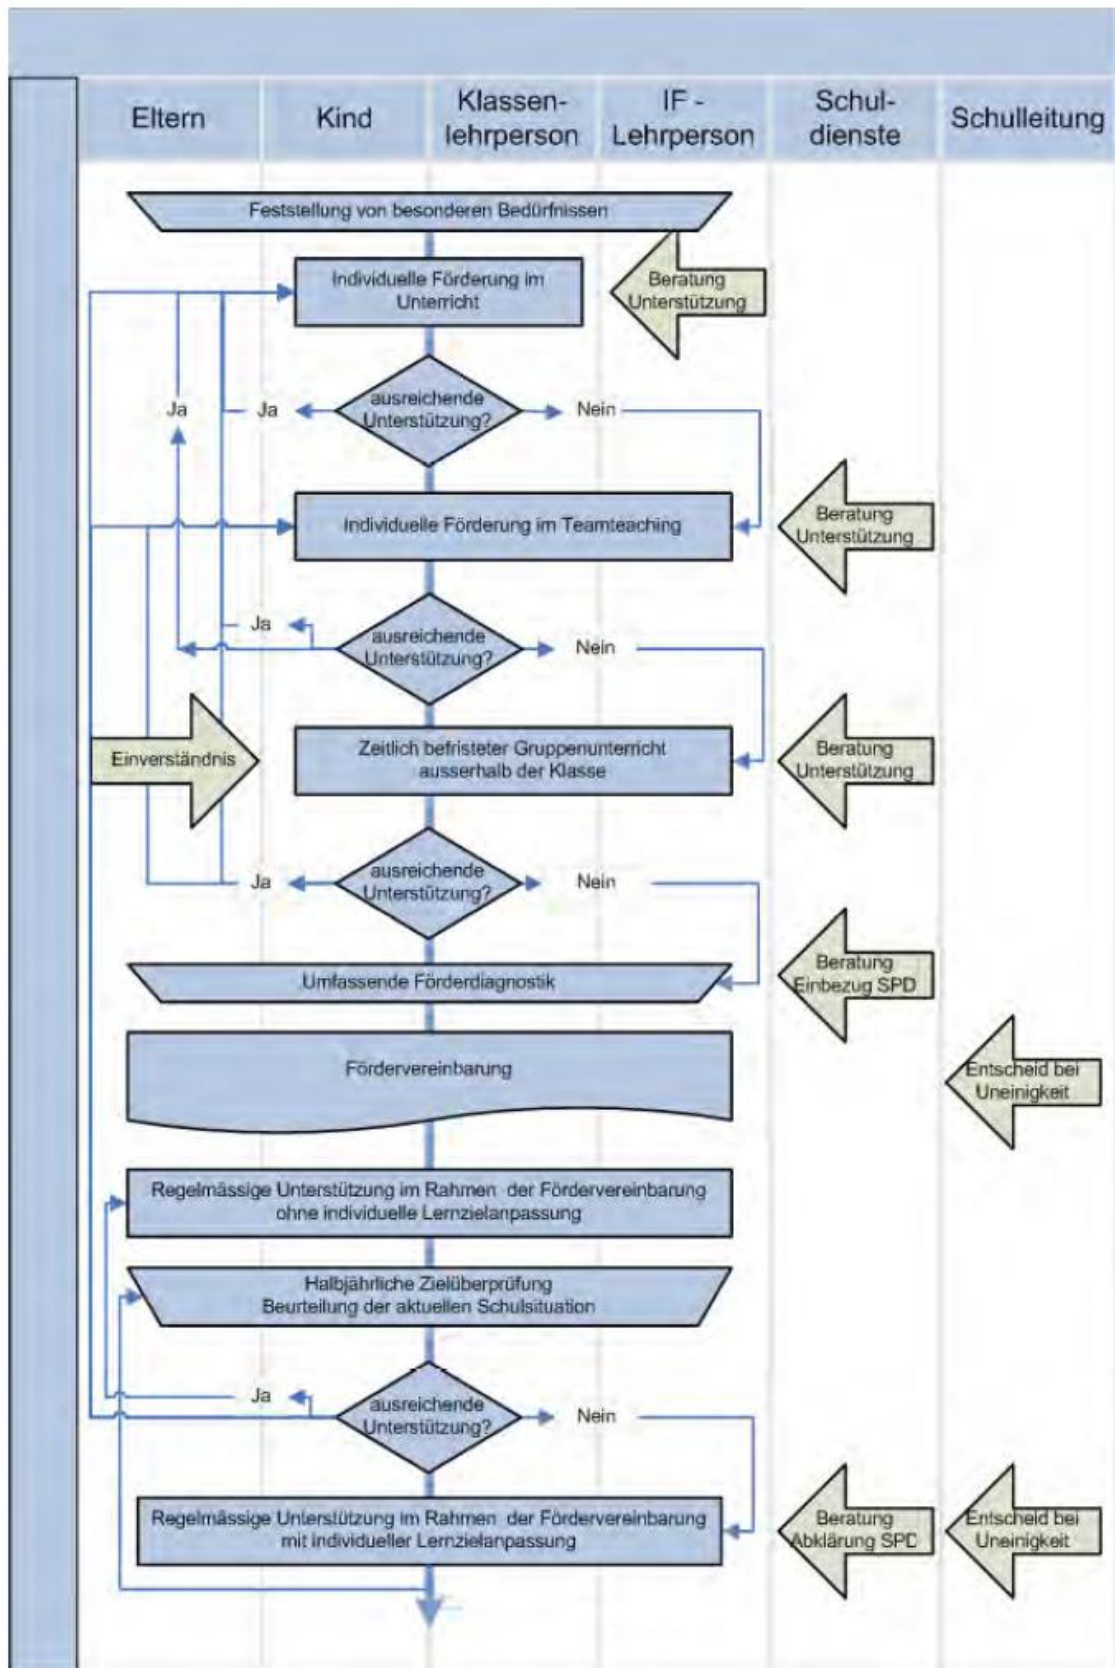 Eltern
Kind
Klassen-
lehrperson
IF -
Lehrperson
Schul-
dienste
Schulleitung
Feststellung von besonderen Bedürfnissen
Individuelle Förderung im
Unterricht
Beratung
Unterstützung
Ja
Ja
ausreichende
Unterstützung?
Nein
Individuelle Förderung im Teamteaching
Beratung
Unterstützung
Ja
ausreichende
Unterstützung?
Nein
Einverständnis
Zeitlich befristeter Gruppenunterricht
ausserhalb der Klasse
Beratung
Unterstützung
Ja
ausreichende
Unterstützung?
Nein
Umfassende Förderdiagnostik
Beratung
Einbezug SPD
Fördervereinbarung
Entscheid bei
Uneinigkeit
Regelmässige Unterstützung im Rahmen der Fördervereinbarung
ohne individuelle Lernzielanpassung
Halbjährliche Zielüberprüfung
Beurteilung der aktuellen Schulsituation
Ja
ausreichende
Unterstützung?
Nein
Regelmässige Unterstützung im Rahmen der Fördervereinbarung
mit individueller Lernzielanpassung
Beratung
Abklärung SPD
Entscheid bei
Uneinigkeit